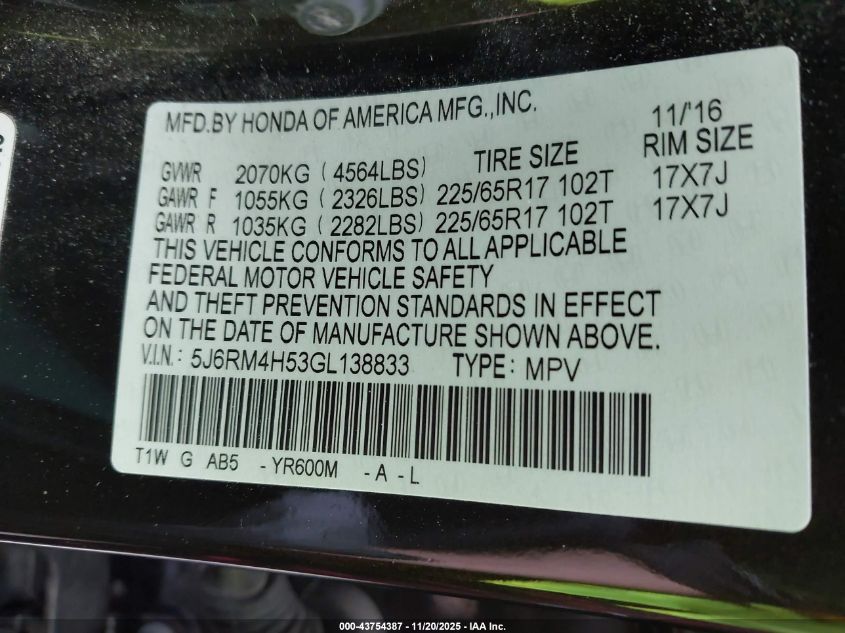 MFD.BY HONDA OF AMERICA MFG.,INC. 11/'16
GVWR 2070KG ( 4564LBS) TIRE SIZE RIM SIZE
GAWR F 1055KG ( 2326LBS) 225/65R17 102T 17X7J
GAWR R 1035KG ( 2282LBS) 225/65R17 102T 17X7J
THIS VEHICLE CONFORMS TO ALL APPLICABLE
FEDERAL MOTOR VEHICLE SAFETY
AND THEFT PREVENTION STANDARDS IN EFFECT
ON THE DATE OF MANUFACTURE SHOWN ABOVE.
V.I.N.: 5J6RM4H53GL138833 TYPE: MPV
T1W G AB5 -YR600M -A-L
000-43754387 - 11/20/2025 - IAA Inc.